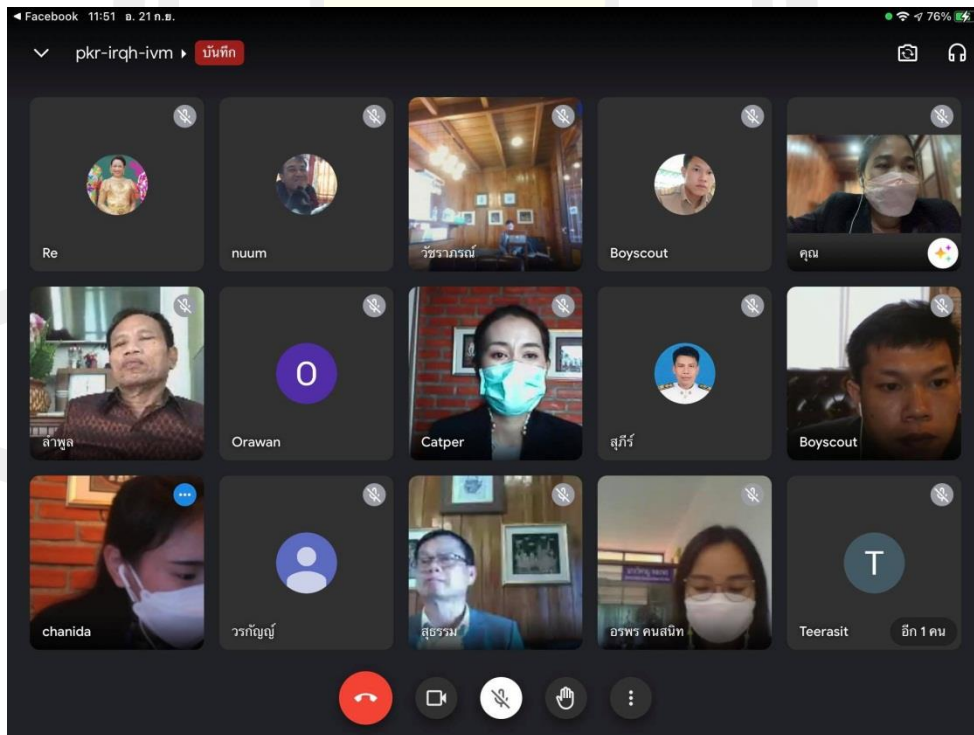 ◀ Facebook 11:51 อ. 21 ก.ย. 76%
pkr-irqh-ivm ▸ บันทึก
Re
nuum
วัชราภรณ์
Boyscout
คุณ
ลำพูล
O
Orawan
Catper
สุภีร์
Boyscout
chanida
วรกัญญ์
สุธรรม
อรพร คนสนิท
T
Teerasit
อีก 1 คน